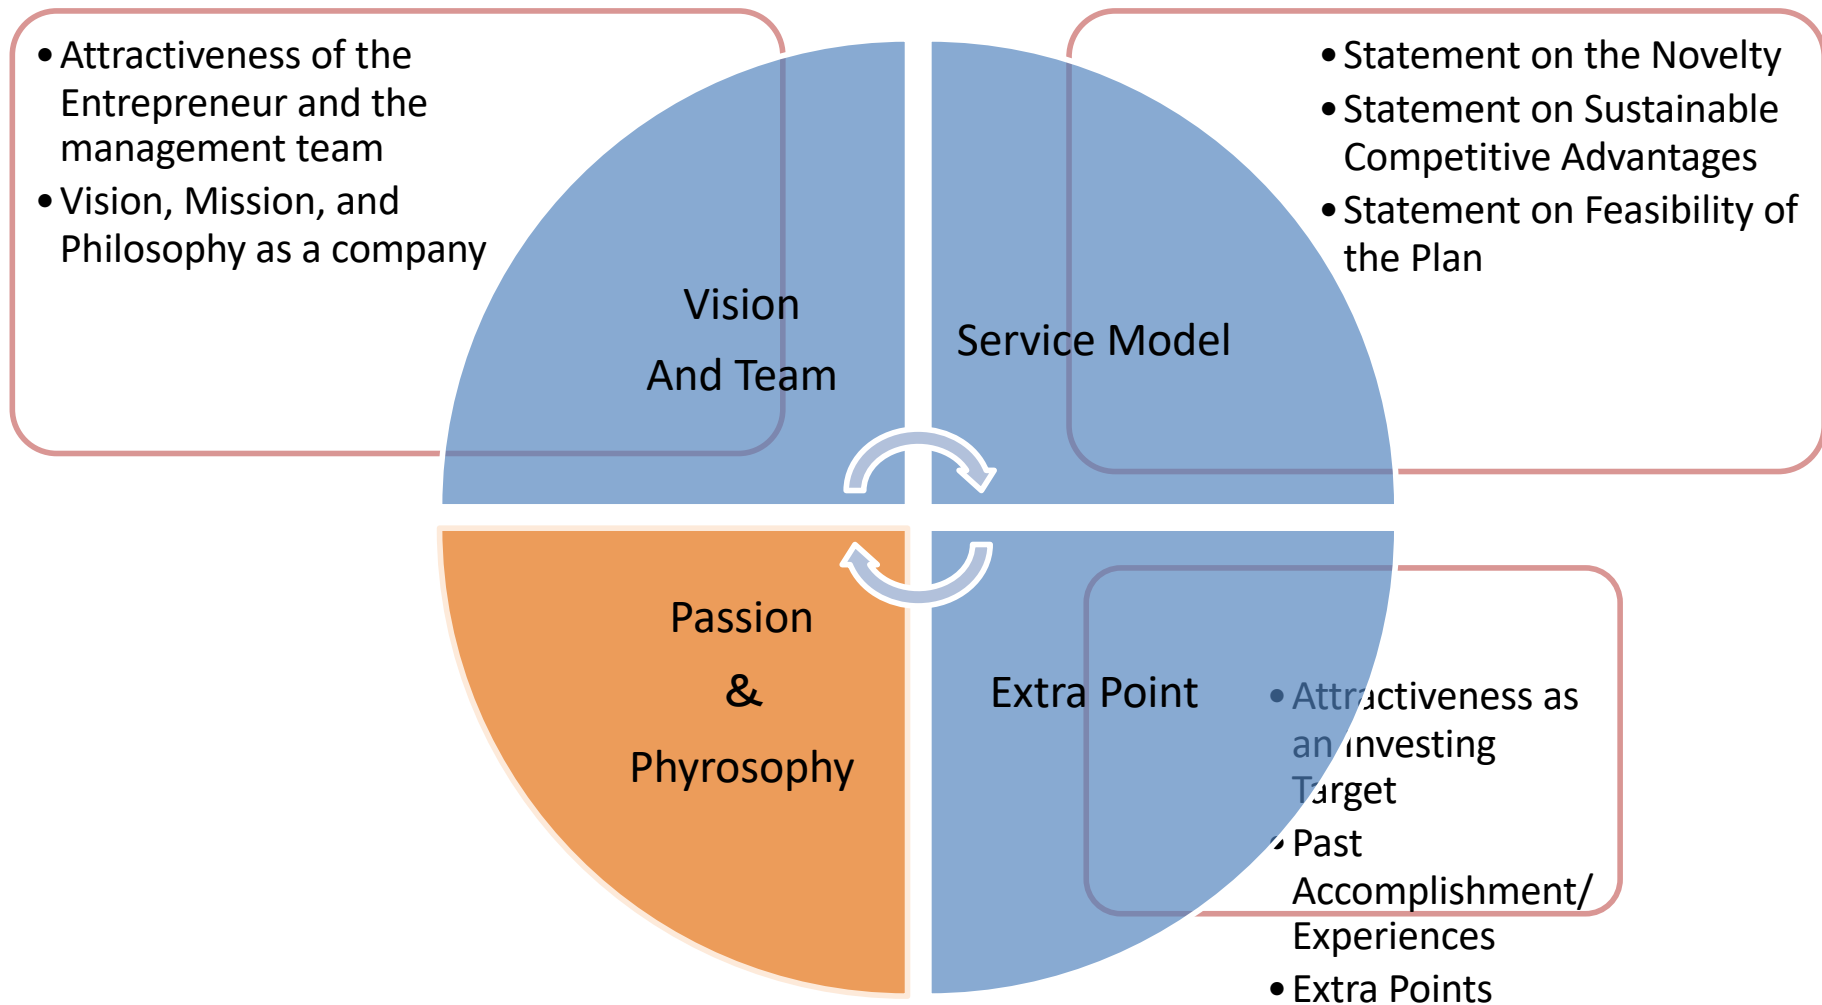 • Attractiveness of the
Entrepreneur and the
management team
• Vision, Mission, and
Philosophy as a company
• Statement on the Novelty
• Statement on Sustainable
Competitive Advantages
• Statement on Feasibility of
the Plan
Vision
And Team
Service Model
Passion
&
Phyrosophy
Extra Point
• Attractiveness as
an Investing
Target
• Past
Accomplishment/
Experiences
• Extra Points